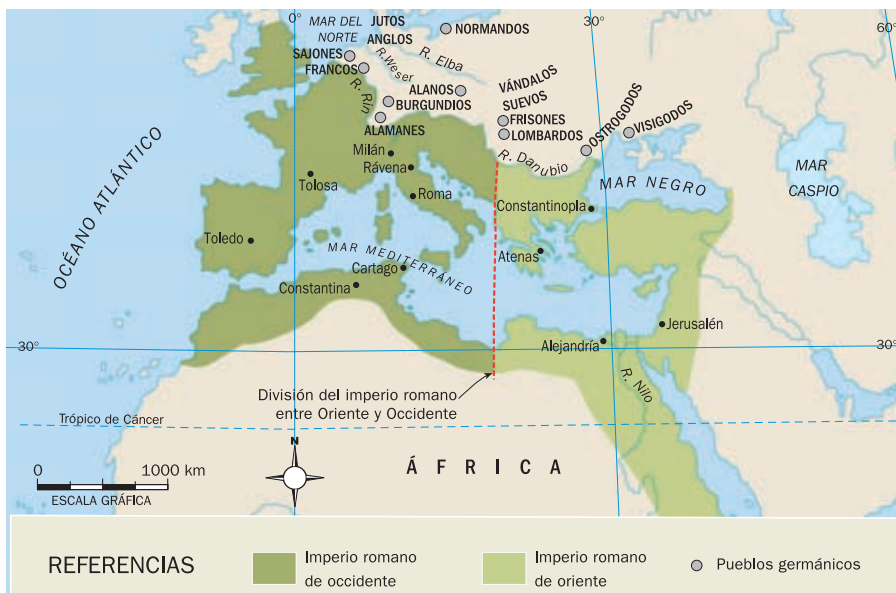 0°
30°
60°
MAR DEL
NORTE
JUTOS
ANGLOS
NORMANDOS
SAJONES
FRANCOS
R. Weser
R. Elba
R. Rin
ALANOS
BURGUNDIOS
VÁNDALOS
SUEVOS
FRISONES
LOMBARDOS
OSTROGODOS
VISIGODOS
ALAMANES
Milán
Rávena
R. Danubio
MAR NEGRO
MAR
CASPIO
OCÉANO ATLÁNTICO
Tolosa
Roma
Constantinopla
Toledo
MAR MEDITERRÁNEO
Atenas
Cartago
Constantina
Jerusalén
Alejandría
30°
30°
R. Nilo
División del imperio romano
entre Oriente y Occidente
Trópico de Cáncer
N
0 1000 km
ESCALA GRÁFICA
ÁFRICA
REFERENCIAS
Imperio romano
de occidente
Imperio romano
de oriente
Pueblos germánicos